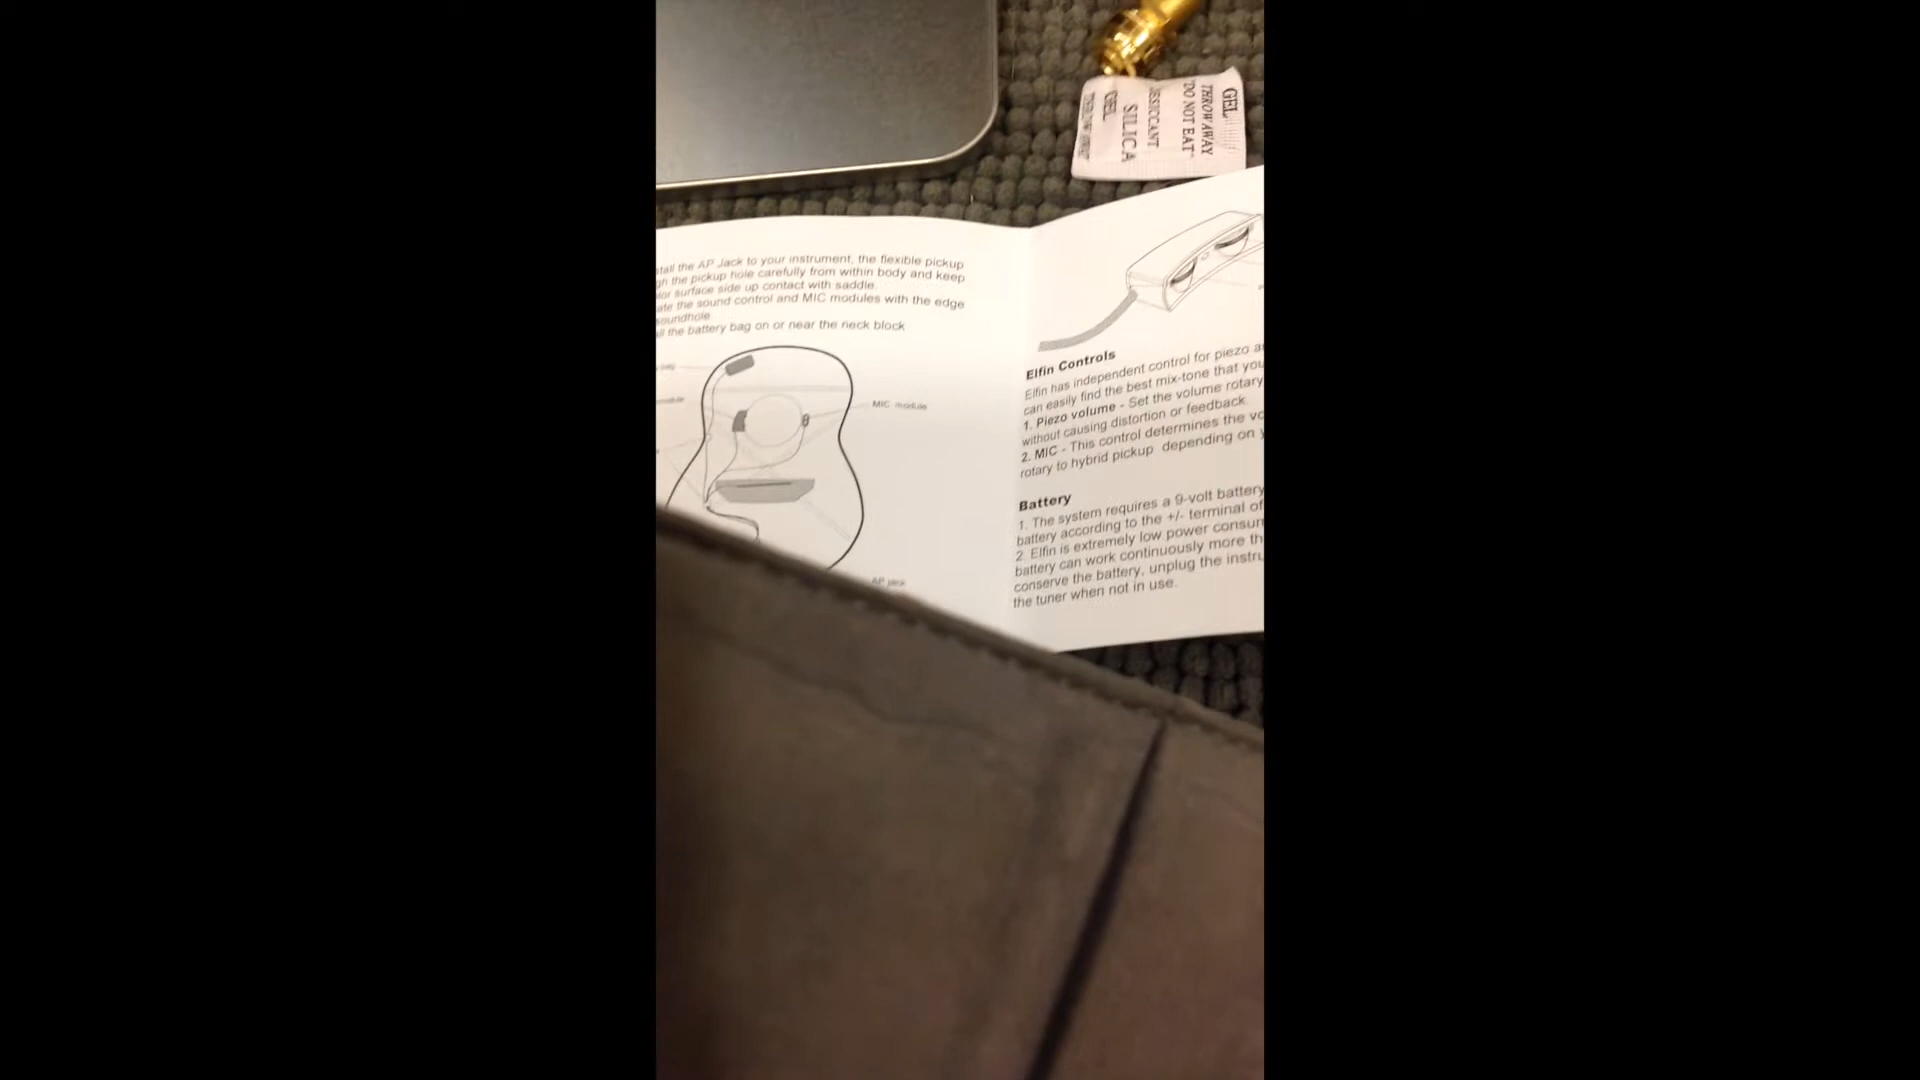 GEL
THROW AWAY
"DO NOT EAT"
SILICA
GEL
stall the AP Jack to your instrument, the flexible pickup
gh the pickup hole carefully from within body and keep
lor surface side up contact with saddle.
ate the sound control and MIC modules with the edge
soundhole
ll the battery bag on or near the neck block
bag
MIC module
AP jack
Elfin Controls
Elfin has independent control for piezo a
can easily find the best mix-tone that you
1. Piezo volume - Set the volume rotary
without causing distortion or feedback.
2. MIC - This control determines the vo
rotary to hybrid pickup depending on y
Battery
1. The system requires a 9-volt battery
battery according to the +/- terminal of
2. Elfin is extremely low power consum
battery can work continuously more th
conserve the battery, unplug the instru
the tuner when not in use.